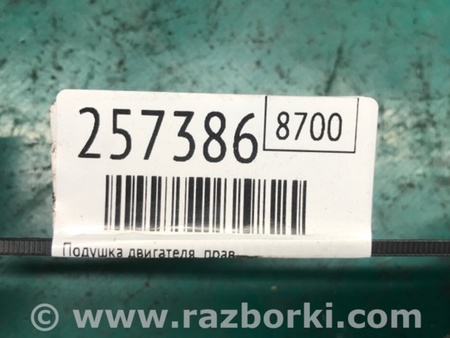 257386
8700
Подушка двигателя, прав
© www.razborki.com